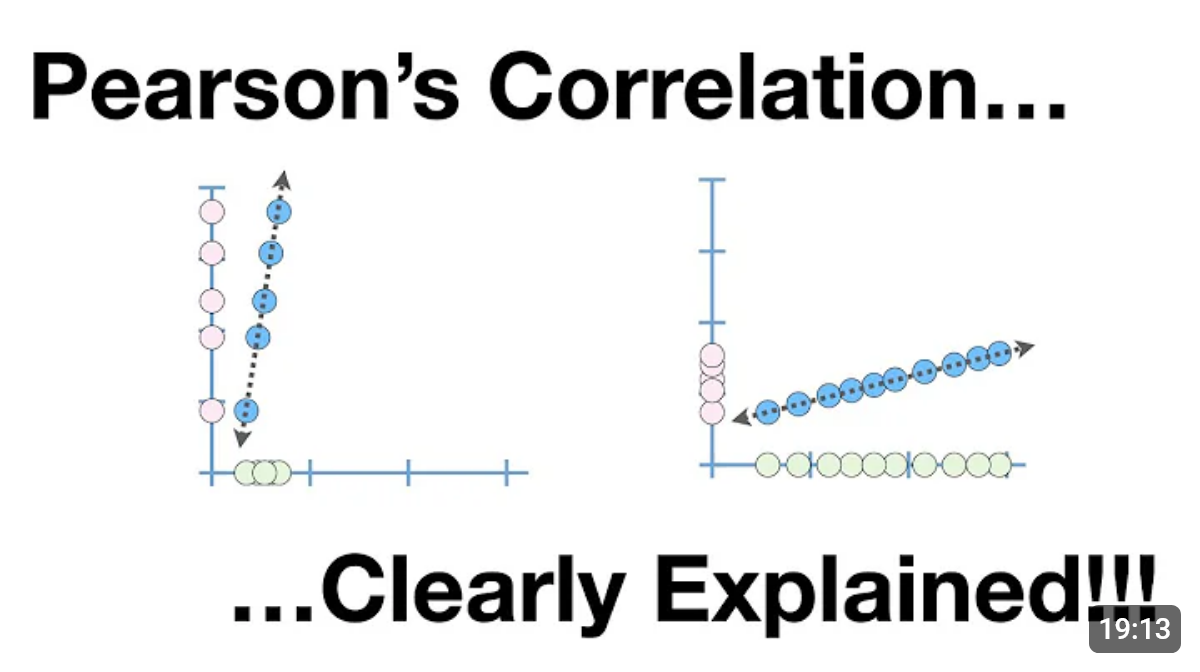 Pearson’s Correlation…
…Clearly Explained!!!
19:13